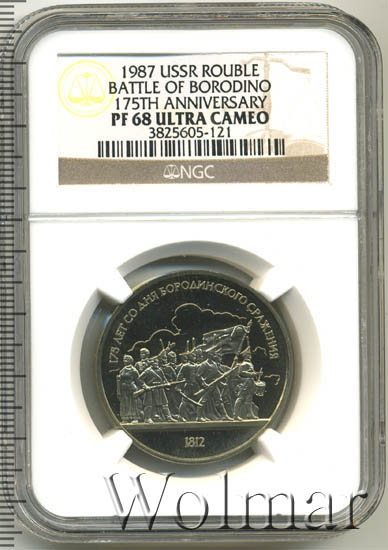 1987 USSR ROUBLE
BATTLE OF BORODINO
175TH ANNIVERSARY
PF 68 ULTRA CAMEO
3825605-121
NGC
175 ЛЕТ СО ДНЯ БОРОДИНСКОГО СРАЖЕНИЯ
1812
Wolmar